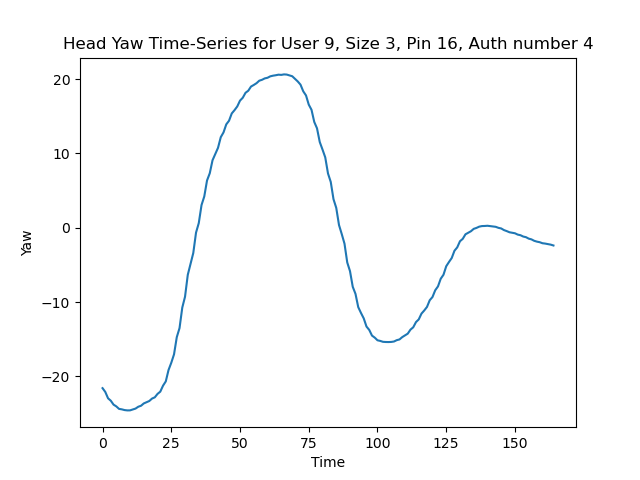 Head Yaw Time-Series for User 9, Size 3, Pin 16, Auth number 4
20
10
0
−10
−20
Yaw
0 25 50 75 100 125 150
Time